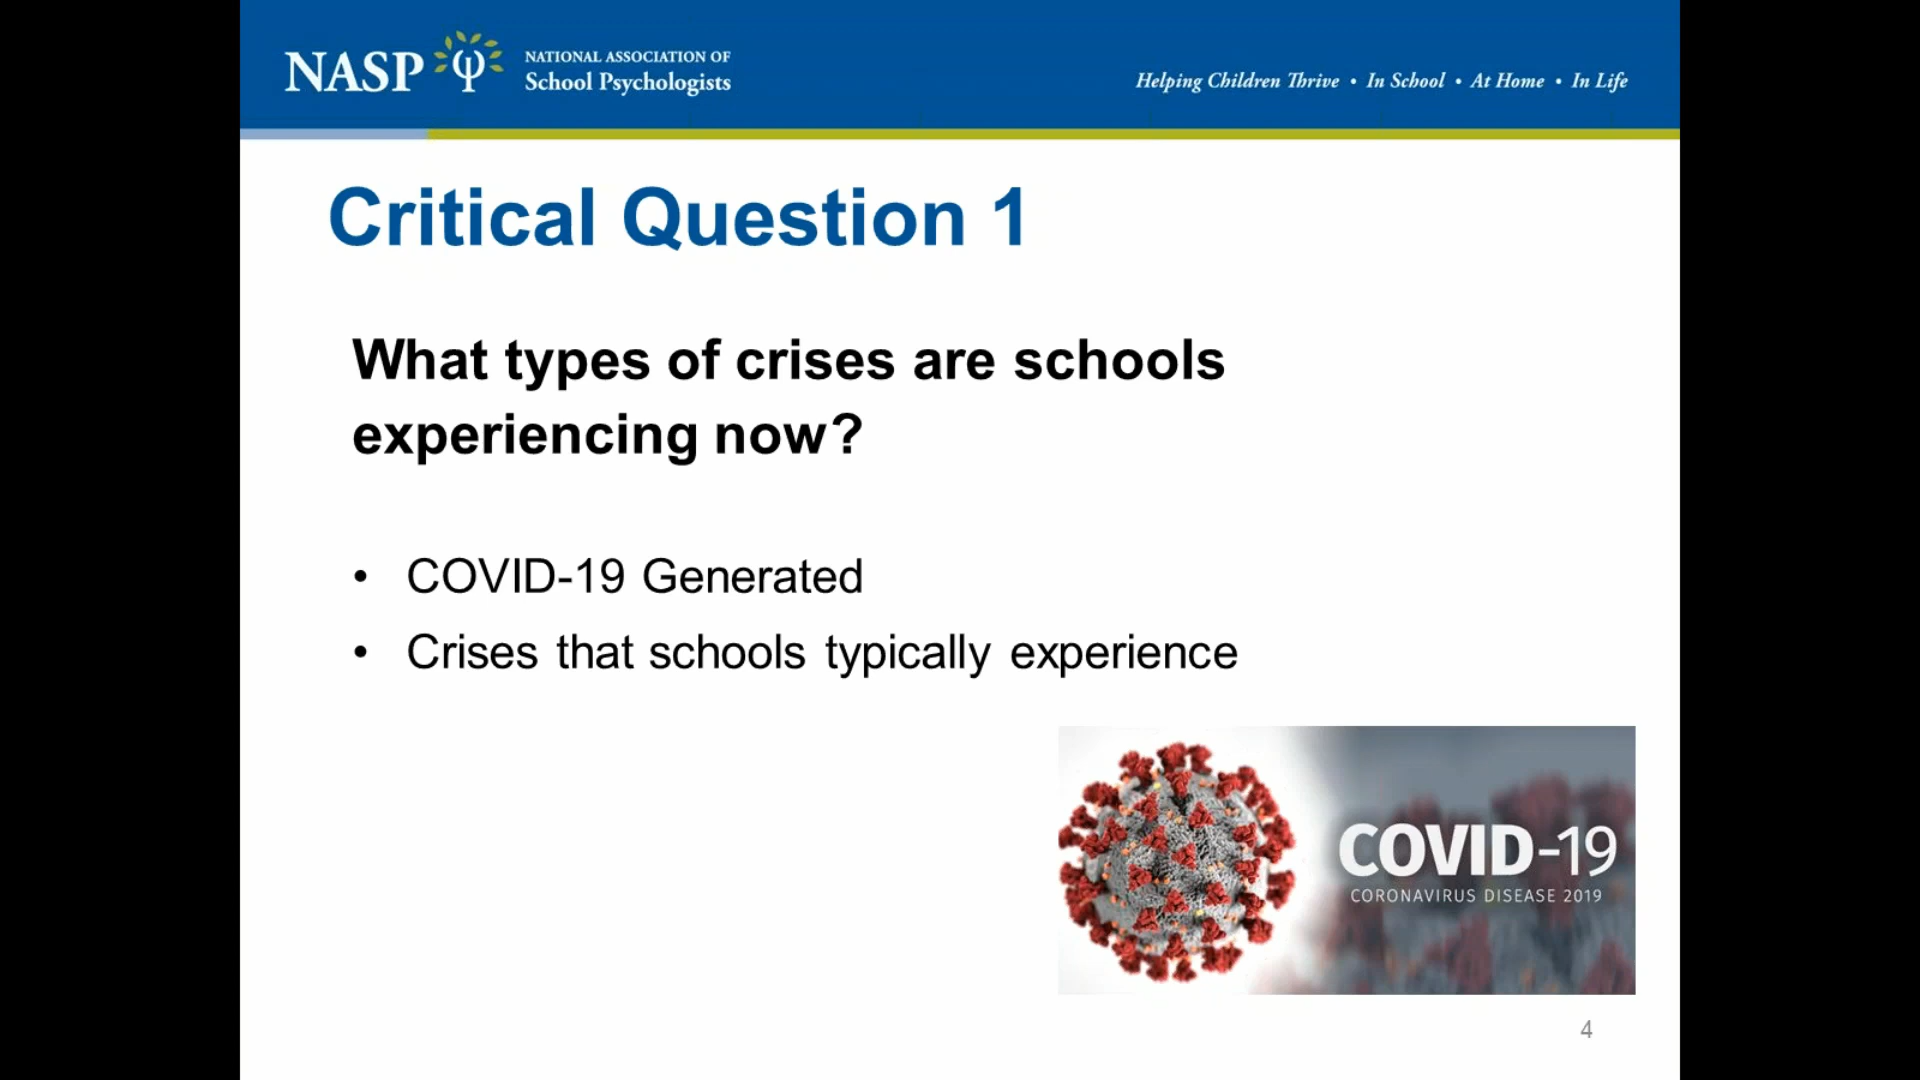 NASP
NATIONAL ASSOCIATION OF
School Psychologists
Helping Children Thrive • In School • At Home • In Life
Critical Question 1
What types of crises are schools
experiencing now?
• COVID-19 Generated
• Crises that schools typically experience
COVID-19
CORONAVIRUS DISEASE 2019
4